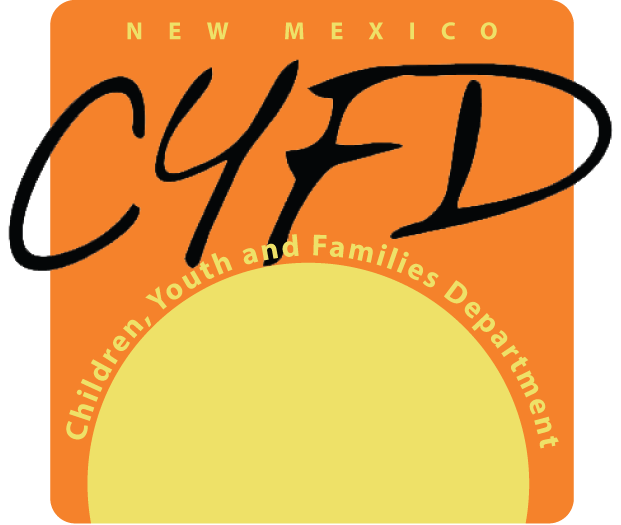 NEW MEXICO
CYFD
Children, Youth and Families Department